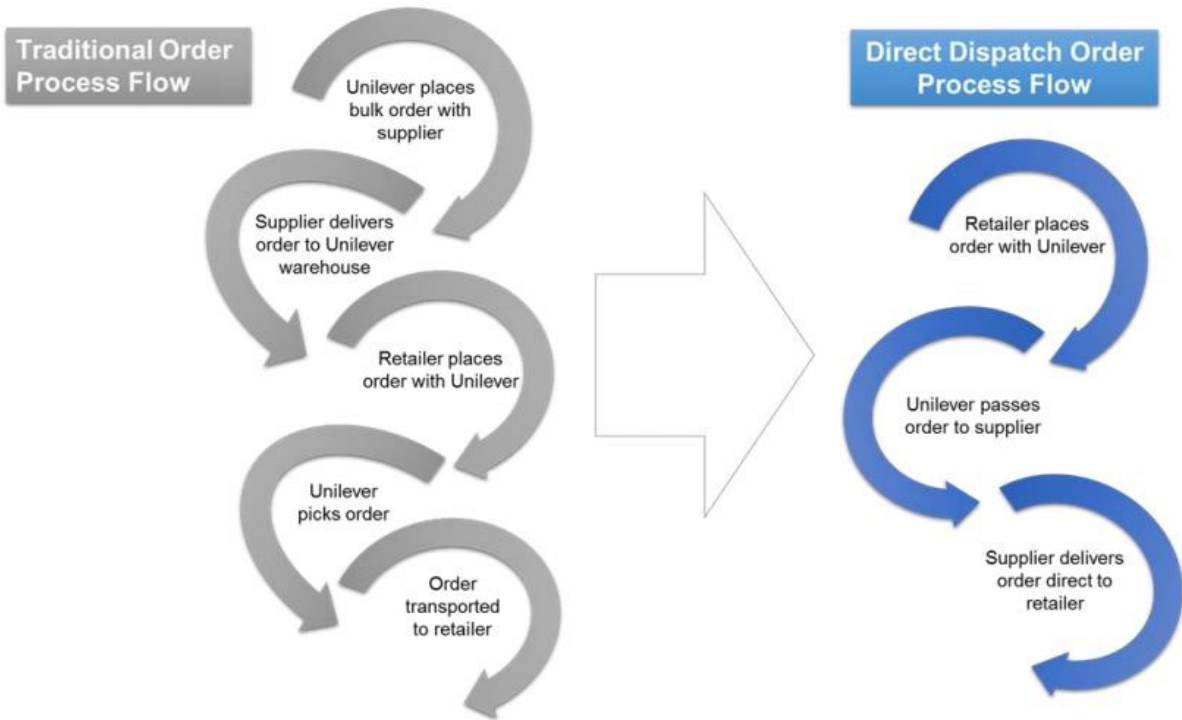 Traditional Order
Process Flow
Unilever places
bulk order with
supplier
Supplier delivers
order to Unilever
warehouse
Retailer places
order with Unilever
Unilever
picks order
Order
transported
to retailer
Direct Dispatch Order
Process Flow
Retailer places
order with Unilever
Unilever passes
order to supplier
Supplier delivers
order direct to
retailer